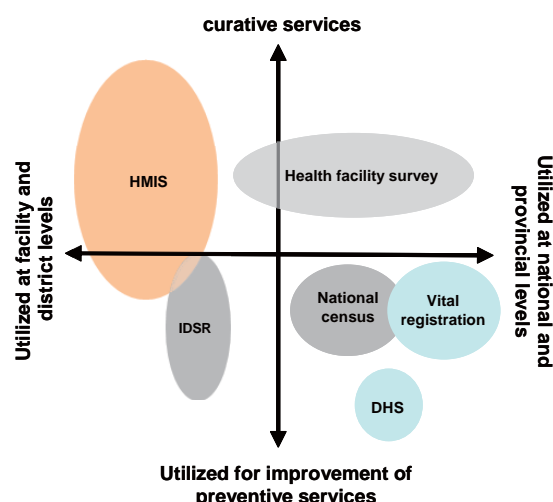 curative services
HMIS
Health facility survey
Utilized at facility and
district levels
Utilized at national and
provincial levels
IDSR
National
census
Vital
registration
DHS
Utilized for improvement of
preventive services